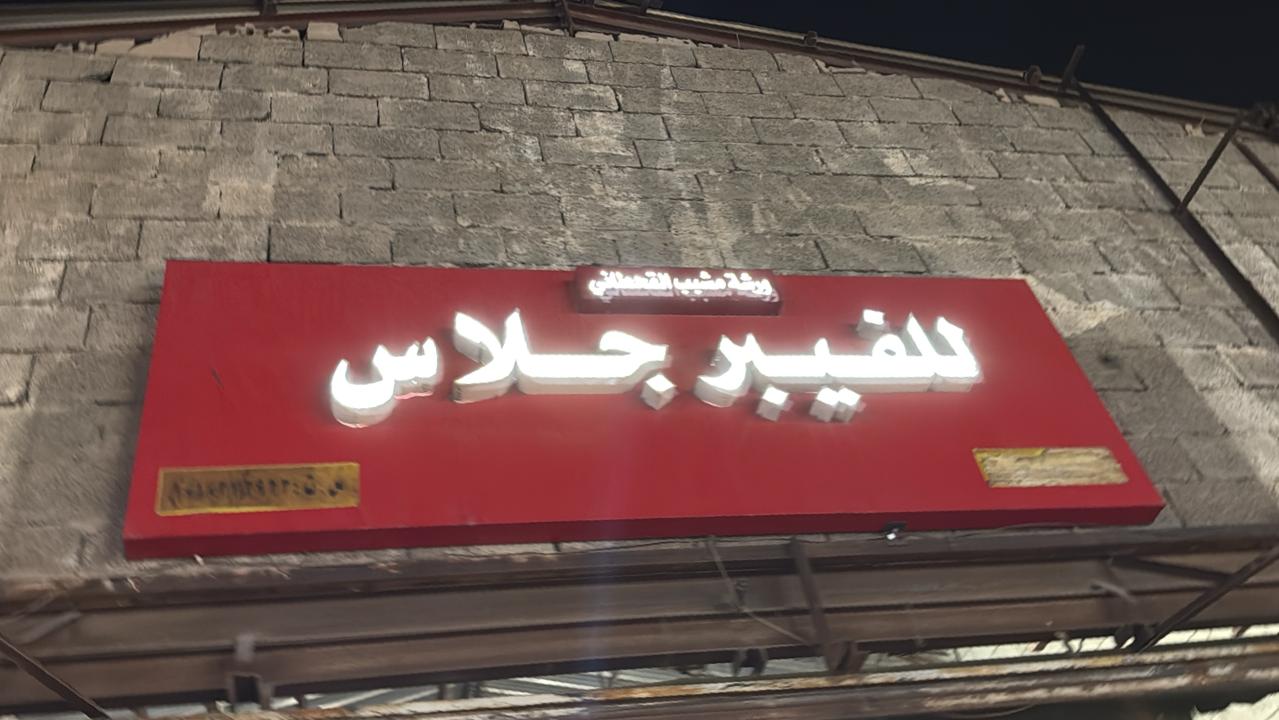 ورشة مشبب القحطاني
للفيبر جلاس